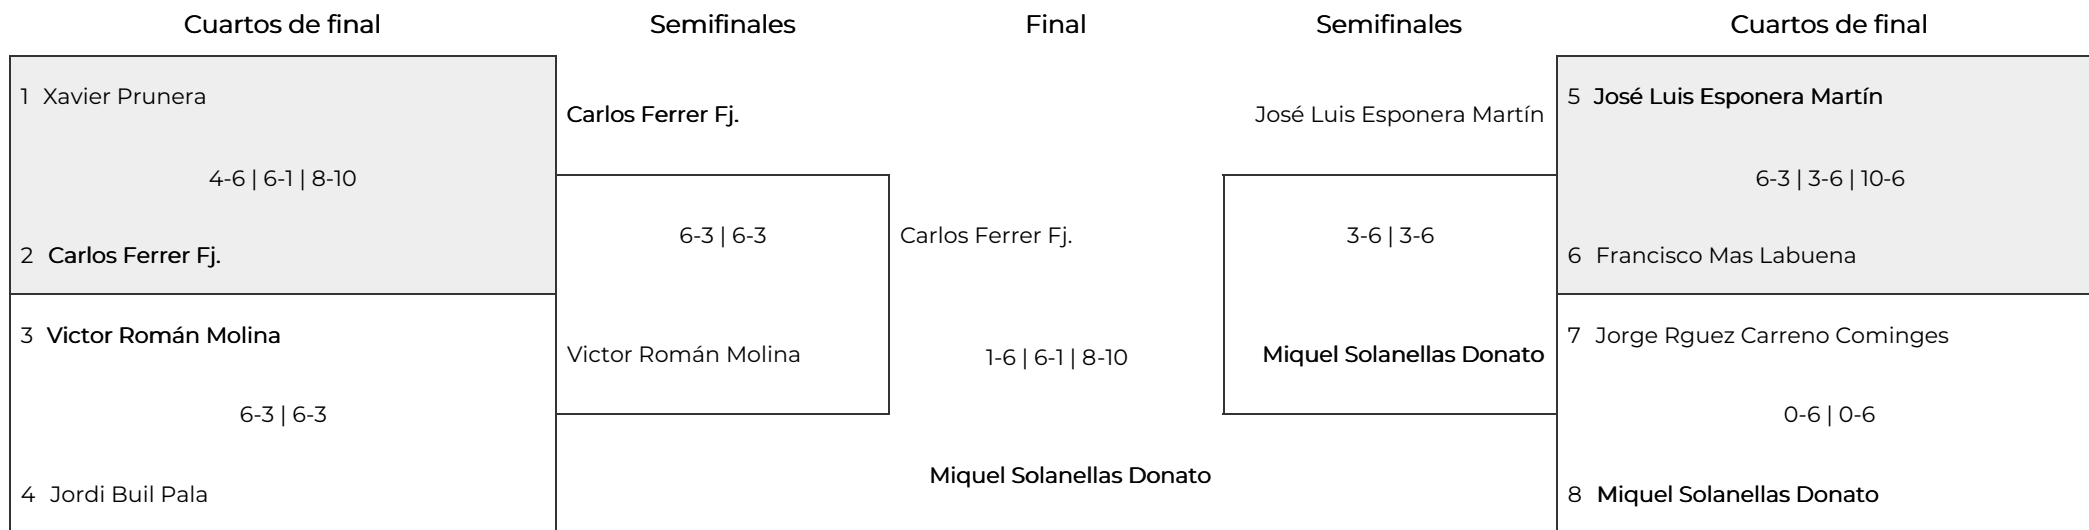 Cuartos de final
Semifinales
Final
Semifinales
Cuartos de final
1 Xavier Prunera
4-6 | 6-1 | 8-10
2 Carlos Ferrer Fj.
3 Victor Román Molina
6-3 | 6-3
4 Jordi Buil Pala
Carlos Ferrer Fj.
6-3 | 6-3
Victor Román Molina
Carlos Ferrer Fj.
1-6 | 6-1 | 8-10
Miquel Solanellas Donato
José Luis Esponera Martín
3-6 | 3-6
Miquel Solanellas Donato
5 José Luis Esponera Martín
6-3 | 3-6 | 10-6
6 Francisco Mas Labuena
7 Jorge Rguez Carreno Cominges
0-6 | 0-6
8 Miquel Solanellas Donato